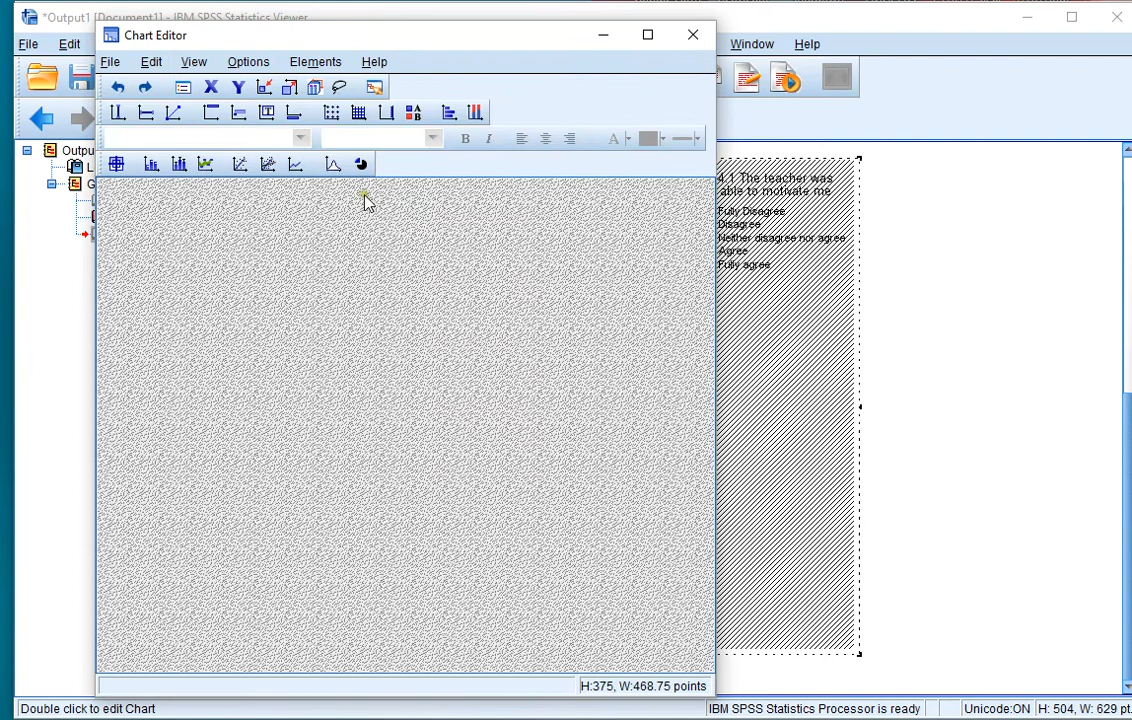 *Output1 [Document1] - IBM SPSS Statistics Viewer
File Edit
Window Help
Chart Editor
File Edit View Options Elements Help
X Y
B I
A
Outpu
L
G
4.1 The teacher was
able to motivate me
Fully Disagree
Disagree
Neither disagree nor agree
Agree
Fully agree
H:375, W:468.75 points
Double click to edit Chart
IBM SPSS Statistics Processor is ready
Unicode:ON
H: 504, W: 629 pt.